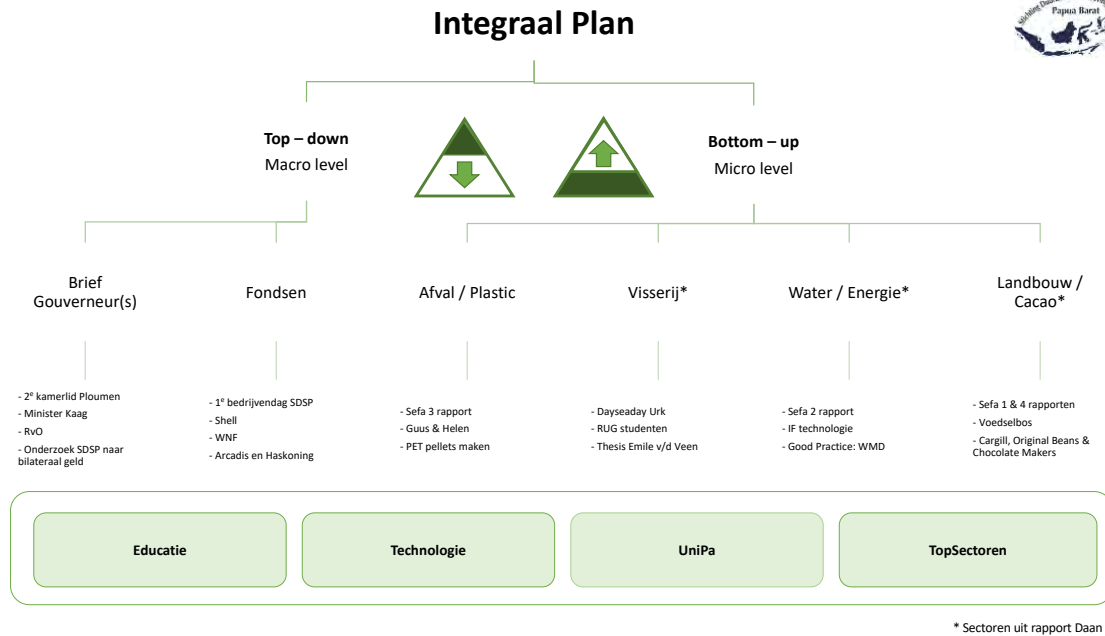 Integraal Plan
Papua Barat
Top – down
Macro level
Bottom – up
Micro level
Brief
Gouverneur(s)
Fondsen
Afval / Plastic
Visserij*
Water / Energie*
Landbouw /
Cacao*
- 2e kamerlid Ploumen
- Minister Kaag
- RvO
- Onderzoek SDSP naar
bilateraal geld
- 1e bedrijvendag SDSP
- Shell
- WNF
- Arcadis en Haskoning
- Sefa 3 rapport
- Guus & Helen
- PET pellets maken
- Dayseaday Urk
- RUG studenten
- Thesis Emile v/d Veen
- Sefa 2 rapport
- IF technologie
- Good Practice: WMD
- Sefa 1 & 4 rapporten
- Voedselbos
- Cargill, Original Beans &
Chocolate Makers
Educatie
Technologie
UniPa
TopSectoren
* Sectoren uit rapport Daan